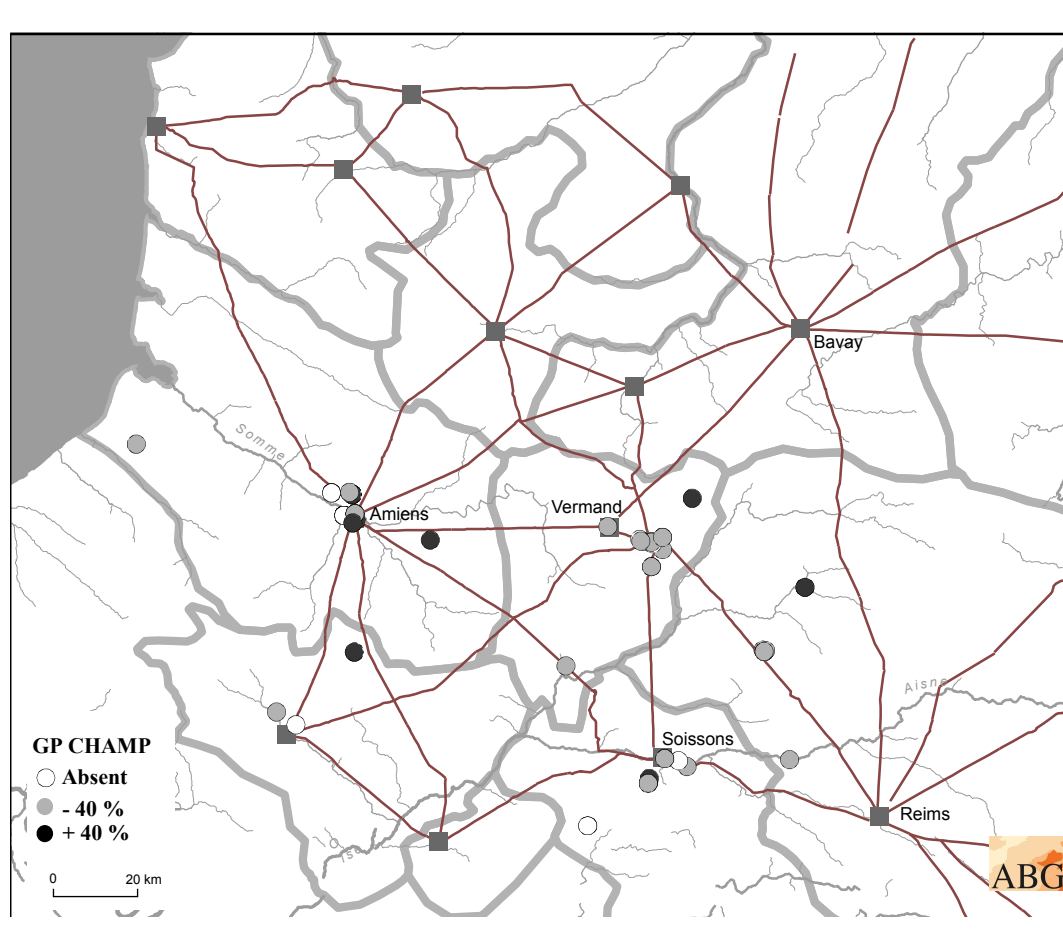 Bavay
Somme
Amiens
Vermand
Aisne
Soissons
Reims
GP CHAMP
Absent
- 40 %
+ 40 %
0 20 km
ABG